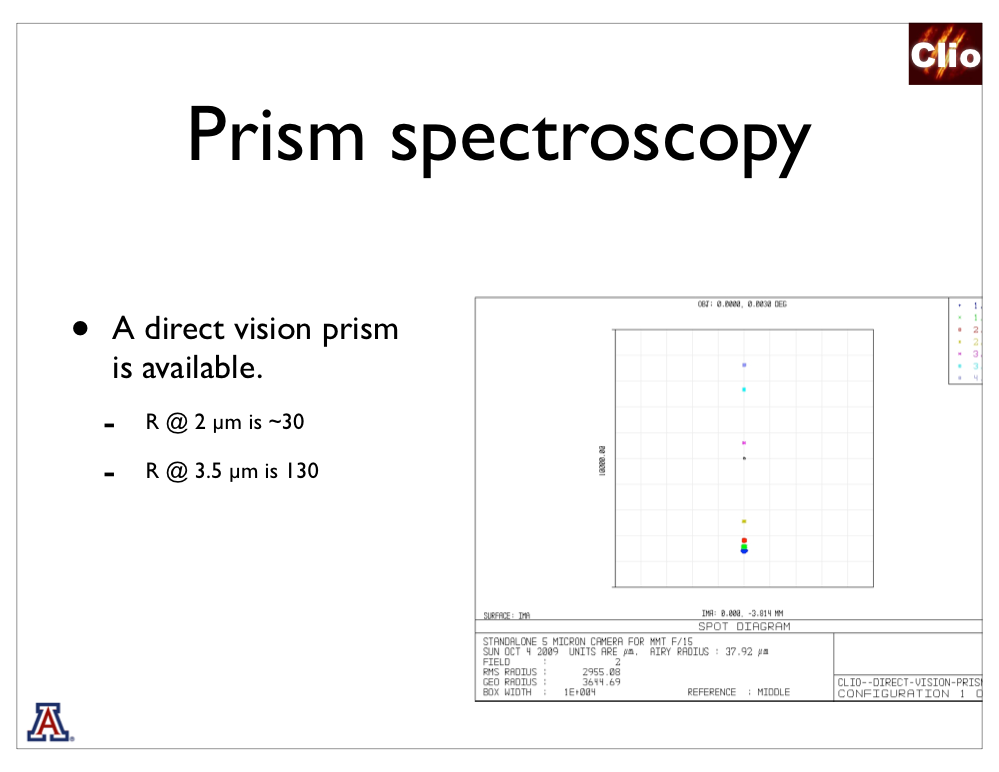 Clio
Prism spectroscopy
• A direct vision prism
is available.
- R @ 2 µm is ~30
- R @ 3.5 µm is 130
OBJ: 0.0000, 0.0030 DEG
1.
1.
2.
2.
3.
3.
4
10000.00
SURFACE: IMA
IMA: 0.000, -3.814 MM
SPOT DIAGRAM
STANDALONE 5 MICRON CAMERA FOR MMT F/15
SUN OCT 4 2009 UNITS ARE µm. AIRY RADIUS : 37.92 µm
FIELD : 2
RMS RADIUS : 2955.08
GEO RADIUS : 3644.69
BOX WIDTH : 1E+004 REFERENCE : MIDDLE
CLIO--DIRECT-VISION-PRIS
CONFIGURATION 1 O
A